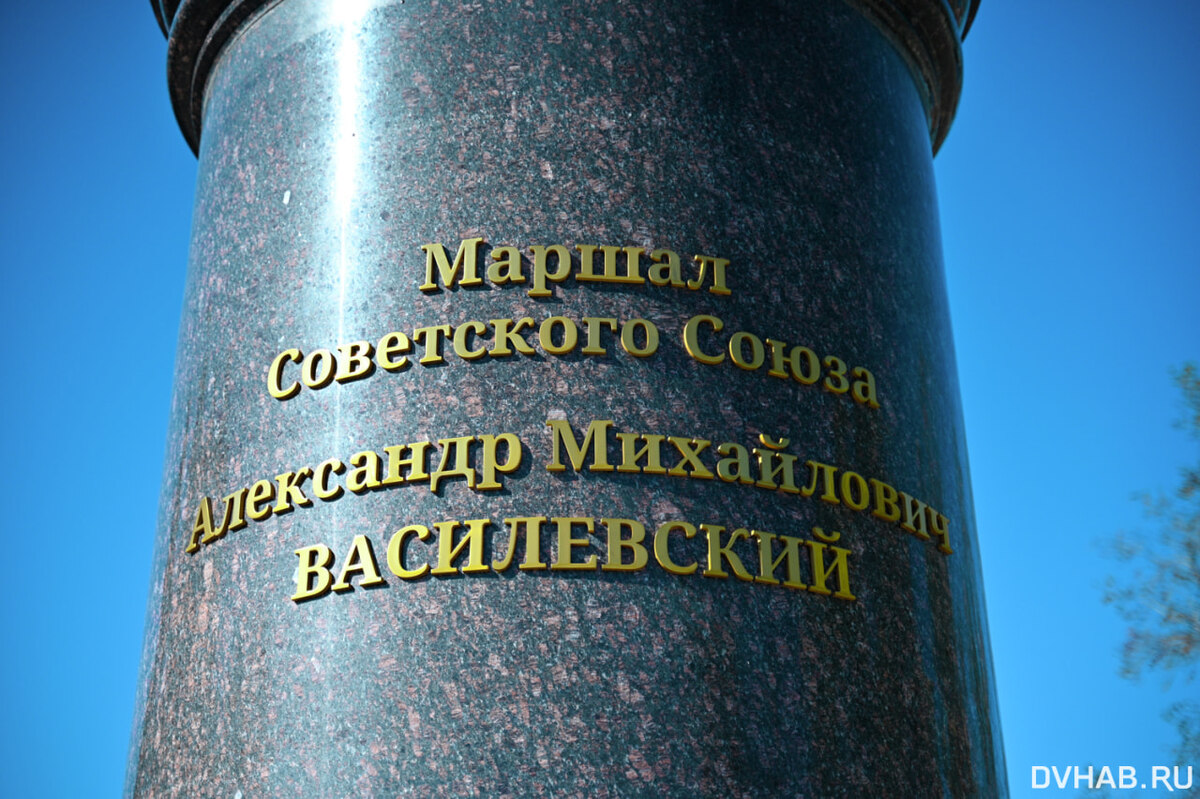 Маршал
Советского Союза
Александр Михайлович
ВАСИЛЕВСКИЙ
DVHAB.RU